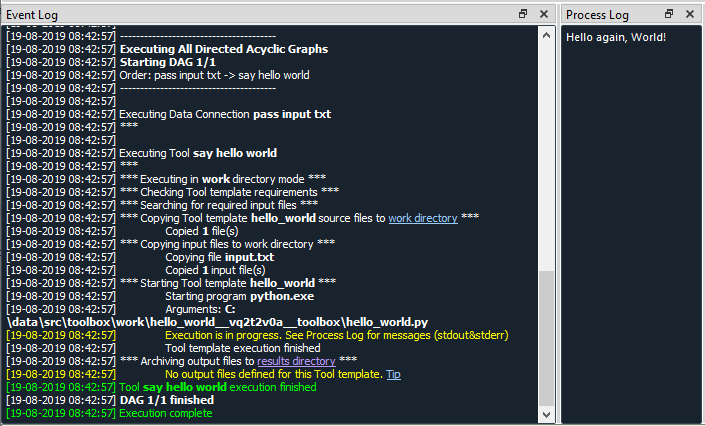 Event Log
[19-08-2019 08:42:57] ---------------------------------------
[19-08-2019 08:42:57] Executing All Directed Acyclic Graphs
[19-08-2019 08:42:57] Starting DAG 1/1
[19-08-2019 08:42:57] Order: pass input txt -> say hello world
[19-08-2019 08:42:57] ---------------------------------------
[19-08-2019 08:42:57]
[19-08-2019 08:42:57] Executing Data Connection pass input txt
[19-08-2019 08:42:57] ***
[19-08-2019 08:42:57]
[19-08-2019 08:42:57] Executing Tool say hello world
[19-08-2019 08:42:57] ***
[19-08-2019 08:42:57] *** Executing in work directory mode ***
[19-08-2019 08:42:57] *** Checking Tool template requirements ***
[19-08-2019 08:42:57] *** Searching for required input files ***
[19-08-2019 08:42:57] *** Copying Tool template hello_world source files to work directory ***
[19-08-2019 08:42:57] Copied 1 file(s)
[19-08-2019 08:42:57] *** Copying input files to work directory ***
[19-08-2019 08:42:57] Copying file input.txt
[19-08-2019 08:42:57] Copied 1 input file(s)
[19-08-2019 08:42:57] *** Starting Tool template hello_world ***
[19-08-2019 08:42:57] Starting program python.exe
[19-08-2019 08:42:57] Arguments: C:
\data\src\toolbox\work\hello_world__vq2t2v0a__toolbox\hello_world.py
[19-08-2019 08:42:57] Execution is in progress. See Process Log for messages (stdout&stderr)
[19-08-2019 08:42:57] Tool template execution finished
[19-08-2019 08:42:57] *** Archiving output files to results directory ***
[19-08-2019 08:42:57] No output files defined for this Tool template. Tip
[19-08-2019 08:42:57] Tool say hello world execution finished
[19-08-2019 08:42:57] DAG 1/1 finished
[19-08-2019 08:42:57] Execution complete
Process Log
Hello again, World!